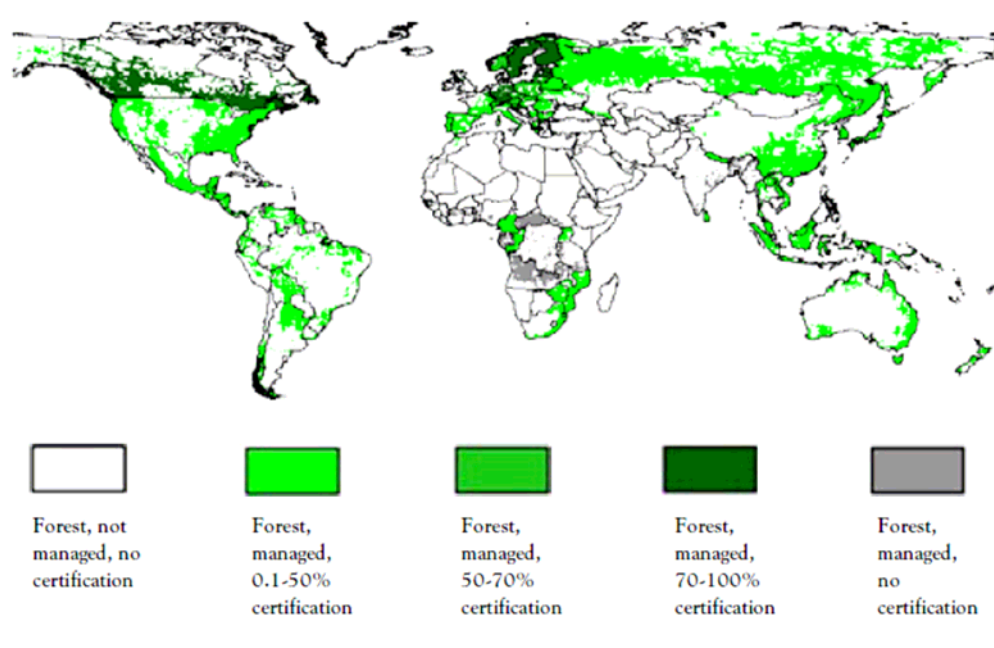 Forest, not
managed, no
certification
Forest,
managed,
0.1-50%
certification
Forest,
managed,
50-70%
certification
Forest,
managed,
70-100%
certification
Forest,
managed,
no
certification